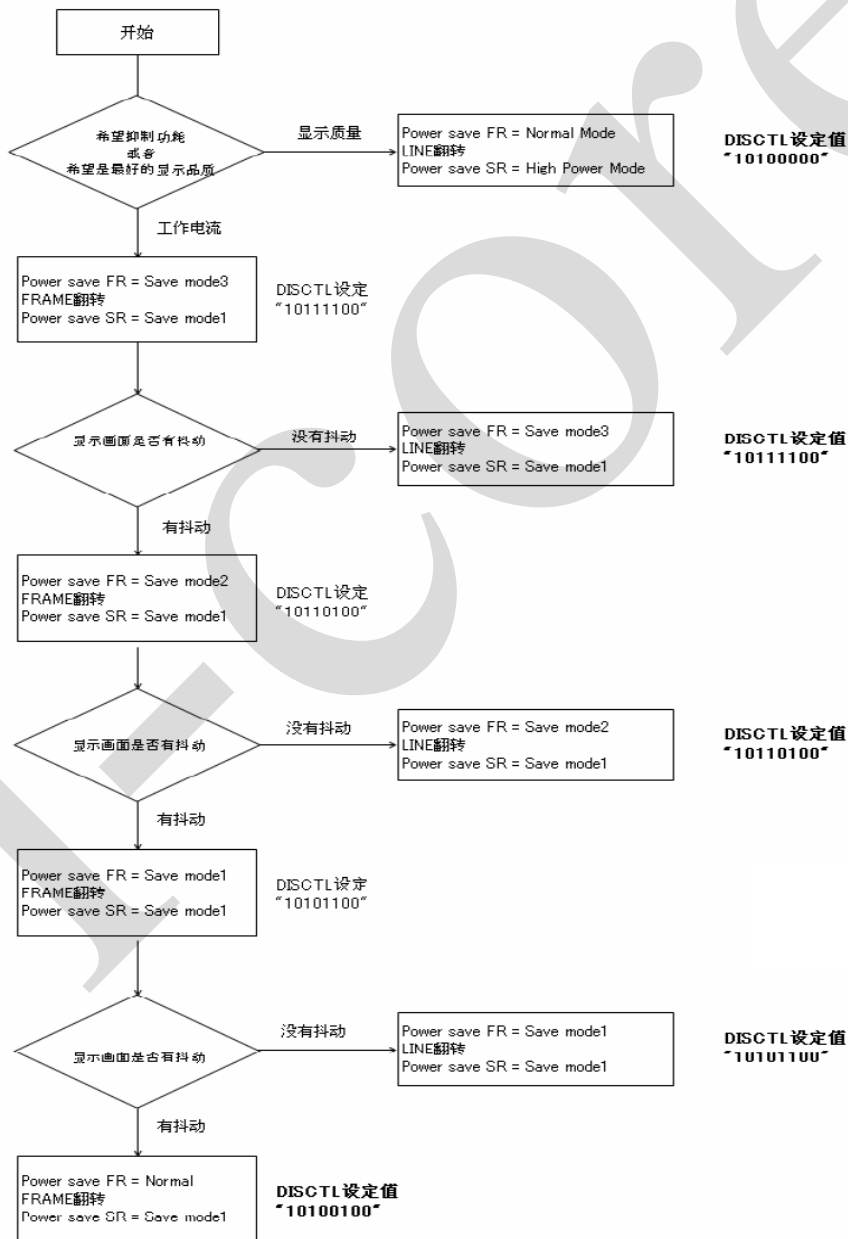 开始
希望抑制功能
或者
希望是最好的显示品质
显示质量
Power save FR = Normal Mode
LINE翻转
Power save SR = High Power Mode
DISCTL设定值
"10100000"
工作电流
Power save FR = Save mode3
FRAME翻转
Power save SR = Save mode1
DISCTL设定
"10111100"
显示画面是否有抖动
没有抖动
Power save FR = Save mode3
LINE翻转
Power save SR = Save mode1
DISCTL设定值
"10111100"
有抖动
Power save FR = Save mode2
FRAME翻转
Power save SR = Save mode1
DISCTL设定
"10110100"
显示画面是否有抖动
没有抖动
Power save FR = Save mode2
LINE翻转
Power save SR = Save mode1
DISCTL设定值
"10110100"
有抖动
Power save FR = Save mode1
FRAME翻转
Power save SR = Save mode1
DISCTL设定
"10101100"
显示画面是否有抖动
没有抖动
Power save FR = Save mode1
LINE翻转
Power save SR = Save mode1
DISCTL设定值
"10101100"
有抖动
Power save FR = Normal
FRAME翻转
Power save SR = Save mode1
DISCTL设定值
"10100100"